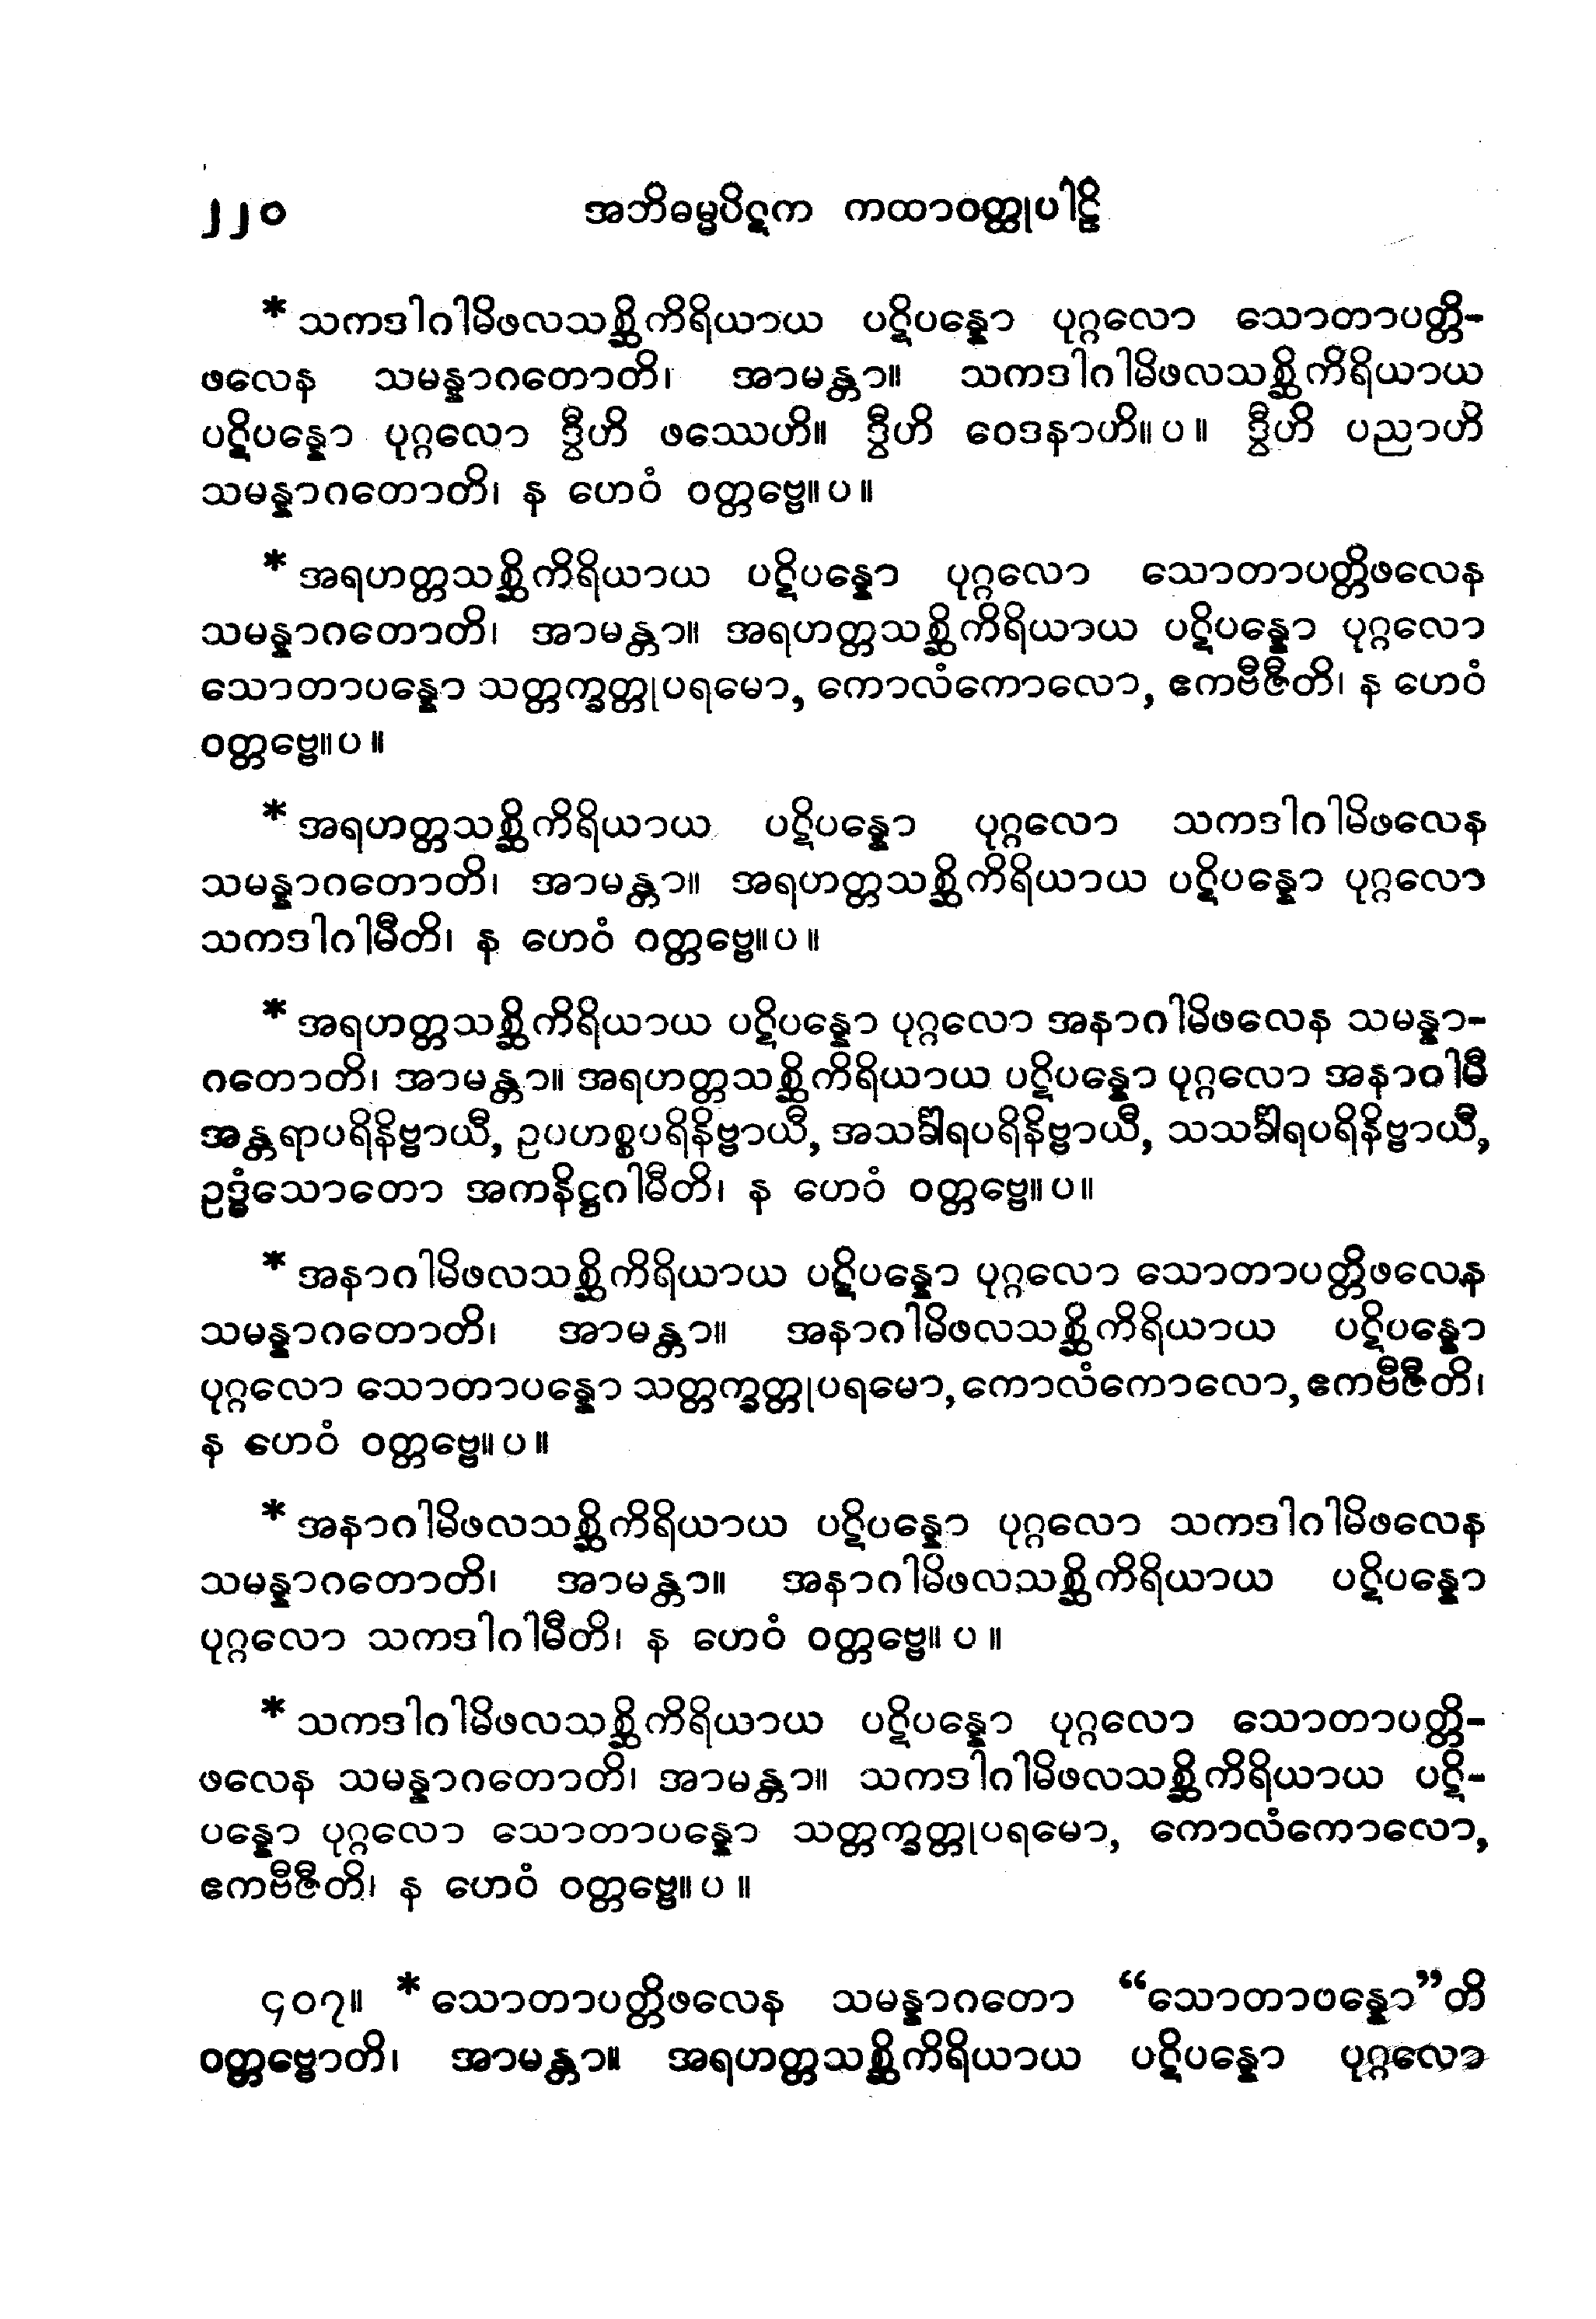 ၂၂၀ အဘိဓမ္မပိဋက ကထာဝတ္ထုပါဠိ
* သကဒါဂါမိဖလသစ္ဆိကိရိယာယ ပဋိပန္နော ပုဂ္ဂလော သောတာပတ္တိ-
ဖလေန သမန္နာဂတောတိ၊ အာမန္တာ။ သကဒါဂါမိဖလသစ္ဆိကိရိယာယ
ပဋိပန္နော ပုဂ္ဂလော ဒွီဟိ ဖဿေဟိ။ ဒွီဟိ ဝေဒနာဟိ။ပ။ ဒွီဟိ ပညာဟိ
သမန္နာဂတောတိ၊ န ဟေဝံ ဝတ္တဗ္ဗေ။ပ။
* အရဟတ္တသစ္ဆိကိရိယာယ ပဋိပန္နော ပုဂ္ဂလော သောတာပတ္တိဖလေန
သမန္နာဂတောတိ၊ အာမန္တာ။ အရဟတ္တသစ္ဆိကိရိယာယ ပဋိပန္နော ပုဂ္ဂလော
သောတာပန္နော သတ္တက္ခတ္တုပရမော, ကောလံကောလော, ဧကဗီဇီတိ၊ န ဟေဝံ
ဝတ္တဗ္ဗေ။ပ။
* အရဟတ္တသစ္ဆိကိရိယာယ ပဋိပန္နော ပုဂ္ဂလော သကဒါဂါမိဖလေန
သမန္နာဂတောတိ၊ အာမန္တာ။ အရဟတ္တသစ္ဆိကိရိယာယ ပဋိပန္နော ပုဂ္ဂလော
သကဒါဂါမီတိ၊ န ဟေဝံ ဝတ္တဗ္ဗေ။ပ။
* အရဟတ္တသစ္ဆိကိရိယာယ ပဋိပန္နော ပုဂ္ဂလော အနာဂါမိဖလေန သမန္နာ-
ဂတောတိ၊ အာမန္တာ။ အရဟတ္တသစ္ဆိကိရိယာယ ပဋိပန္နော ပုဂ္ဂလော အနာဂါမီ
အန္တရာပရိနိဗ္ဗာယီ, ဥပဟစ္စပရိနိဗ္ဗာယီ, အသင်္ခါရပရိနိဗ္ဗာယီ, သသင်္ခါရပရိနိဗ္ဗာယီ,
ဥဒ္ဓံသောတော အကနိဋ္ဌဂါမီတိ၊ န ဟေဝံ ဝတ္တဗ္ဗေ။ပ။
* အနာဂါမိဖလသစ္ဆိကိရိယာယ ပဋိပန္နော ပုဂ္ဂလော သောတာပတ္တိဖလေန
သမန္နာဂတောတိ၊ အာမန္တာ။ အနာဂါမိဖလသစ္ဆိကိရိယာယ ပဋိပန္နော
ပုဂ္ဂလော သောတာပန္နော သတ္တက္ခတ္တုပရမော, ကောလံကောလော, ဧကဗီဇီတိ၊
န ဟေဝံ ဝတ္တဗ္ဗေ။ပ။
* အနာဂါမိဖလသစ္ဆိကိရိယာယ ပဋိပန္နော ပုဂ္ဂလော သကဒါဂါမိဖလေန
သမန္နာဂတောတိ၊ အာမန္တာ။ အနာဂါမိဖလသစ္ဆိကိရိယာယ ပဋိပန္နော
ပုဂ္ဂလော သကဒါဂါမီတိ၊ န ဟေဝံ ဝတ္တဗ္ဗေ။ပ။
* သကဒါဂါမိဖလသစ္ဆိကိရိယာယ ပဋိပန္နော ပုဂ္ဂလော သောတာပတ္တိ-
ဖလေန သမန္နာဂတောတိ၊ အာမန္တာ။ သကဒါဂါမိဖလသစ္ဆိကိရိယာယ ပဋိ-
ပန္နော ပုဂ္ဂလော သောတာပန္နော သတ္တက္ခတ္တုပရမော, ကောလံကောလော,
ဧကဗီဇီတိ၊ န ဟေဝံ ဝတ္တဗ္ဗေ။ပ။
၄၀၇။ * သောတာပတ္တိဖလေန သမန္နာဂတော “သောတာပန္နော”တိ
ဝတ္တဗ္ဗောတိ၊ အာမန္တာ။ အရဟတ္တသစ္ဆိကိရိယာယ ပဋိပန္နော ပုဂ္ဂလော